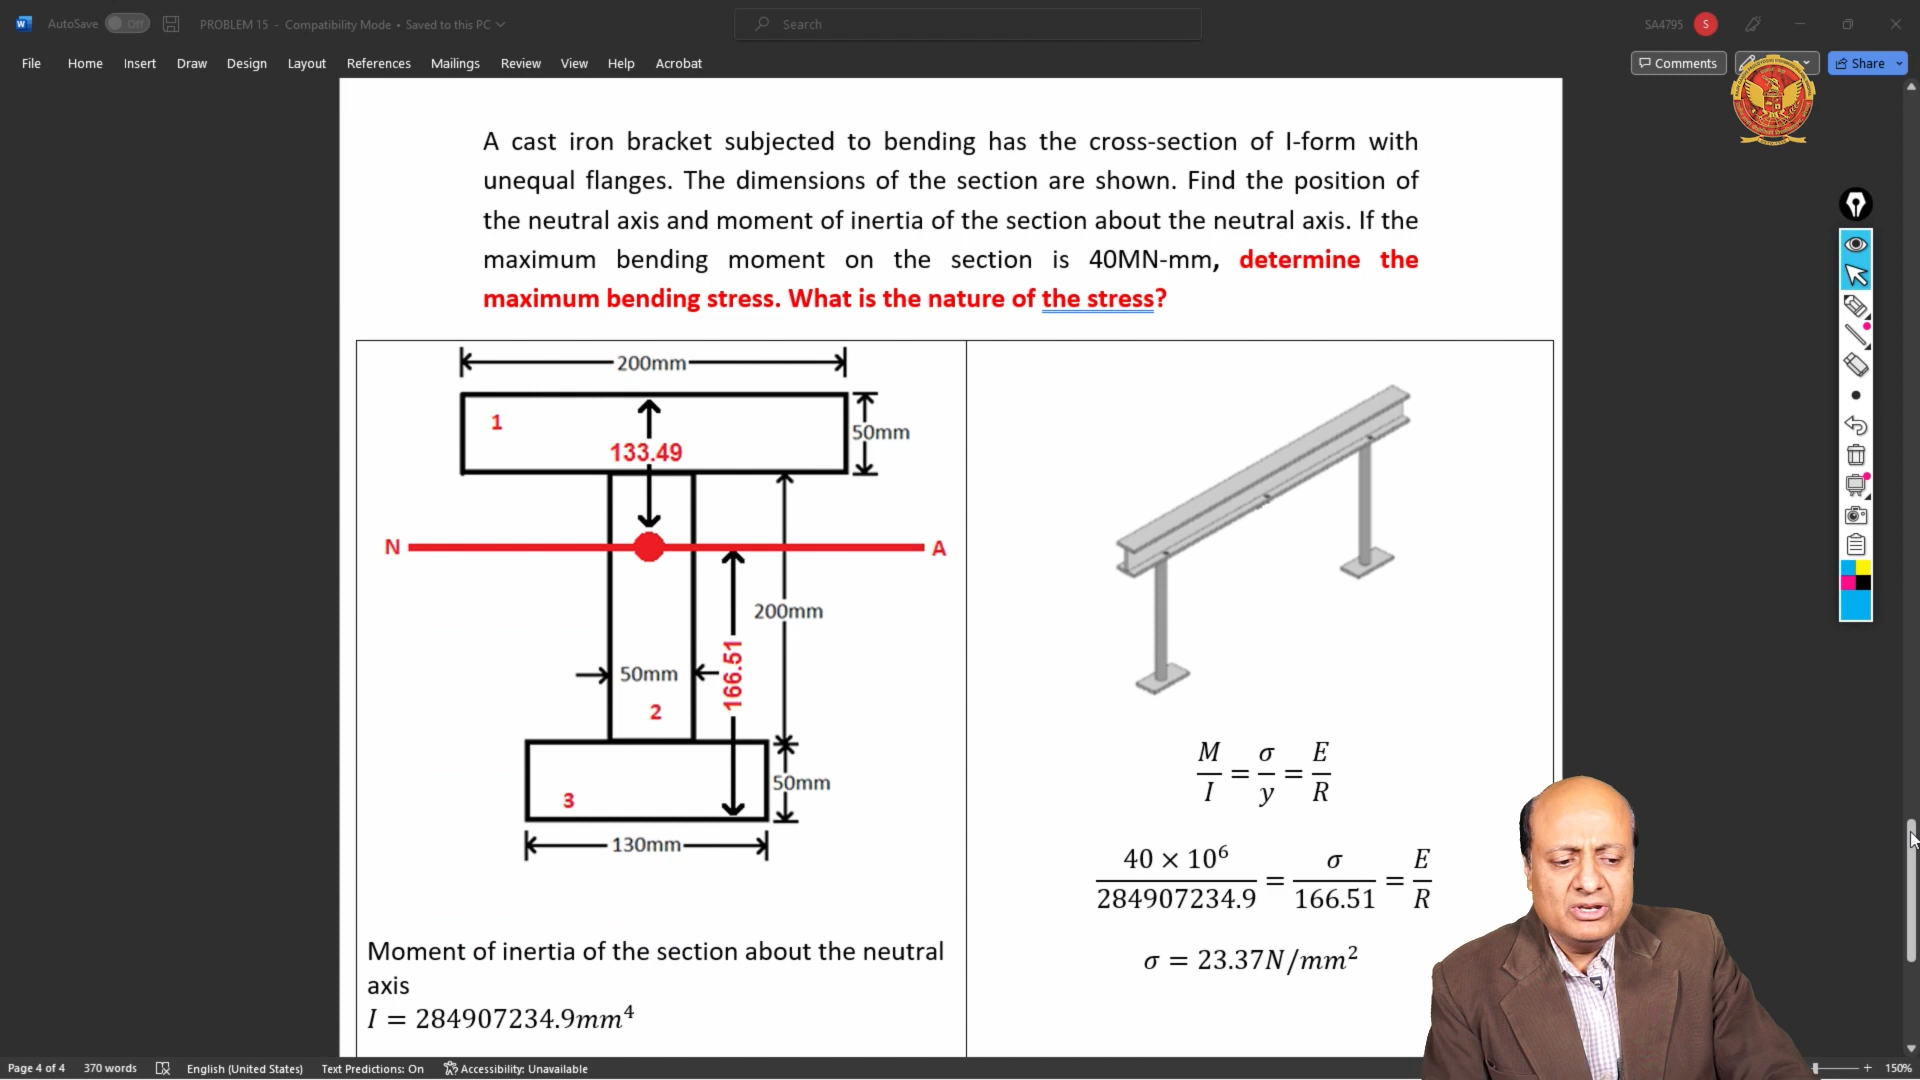 AutoSave Off PROBLEM 15 - Compatibility Mode • Saved to this PC Search SA4795 S
File Home Insert Draw Design Layout References Mailings Review View Help Acrobat Comments Share
A cast iron bracket subjected to bending has the cross-section of I-form with
unequal flanges. The dimensions of the section are shown. Find the position of
the neutral axis and moment of inertia of the section about the neutral axis. If the
maximum bending moment on the section is 40MN-mm, determine the
maximum bending stress. What is the nature of the stress?
200mm
1
50mm
133.49
N
A
200mm
166.51
50mm
2
50mm
3
130mm
Moment of inertia of the section about the neutral
axis
I = 284907234.9mm⁴
M/I = σ/y = E/R
40 × 10⁶/284907234.9 = σ/166.51 = E/R
σ = 23.37N/mm²
Page 4 of 4 370 words English (United States) Text Predictions: On Accessibility: Unavailable + 150%